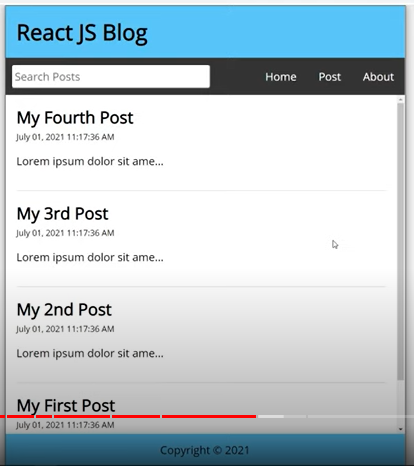 React JS Blog
Search Posts
Home Post About
My Fourth Post
July 01, 2021 11:17:36 AM
Lorem ipsum dolor sit ame...
My 3rd Post
July 01, 2021 11:17:36 AM
Lorem ipsum dolor sit ame...
My 2nd Post
July 01, 2021 11:17:36 AM
Lorem ipsum dolor sit ame...
My First Post
July 01, 2021 11:17:36 AM
Copyright © 2021